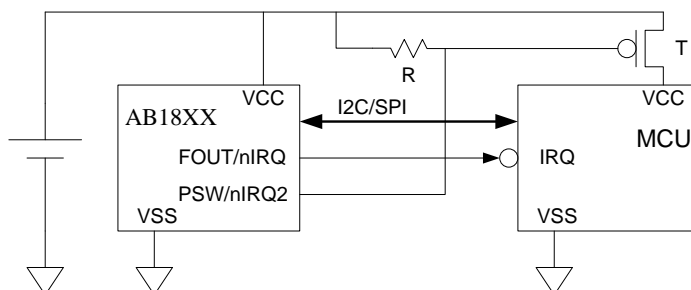 T
R
VCC
VCC
AB18XX
I2C/SPI
MCU
FOUT/nIRQ
IRQ
PSW/nIRQ2
VSS
VSS